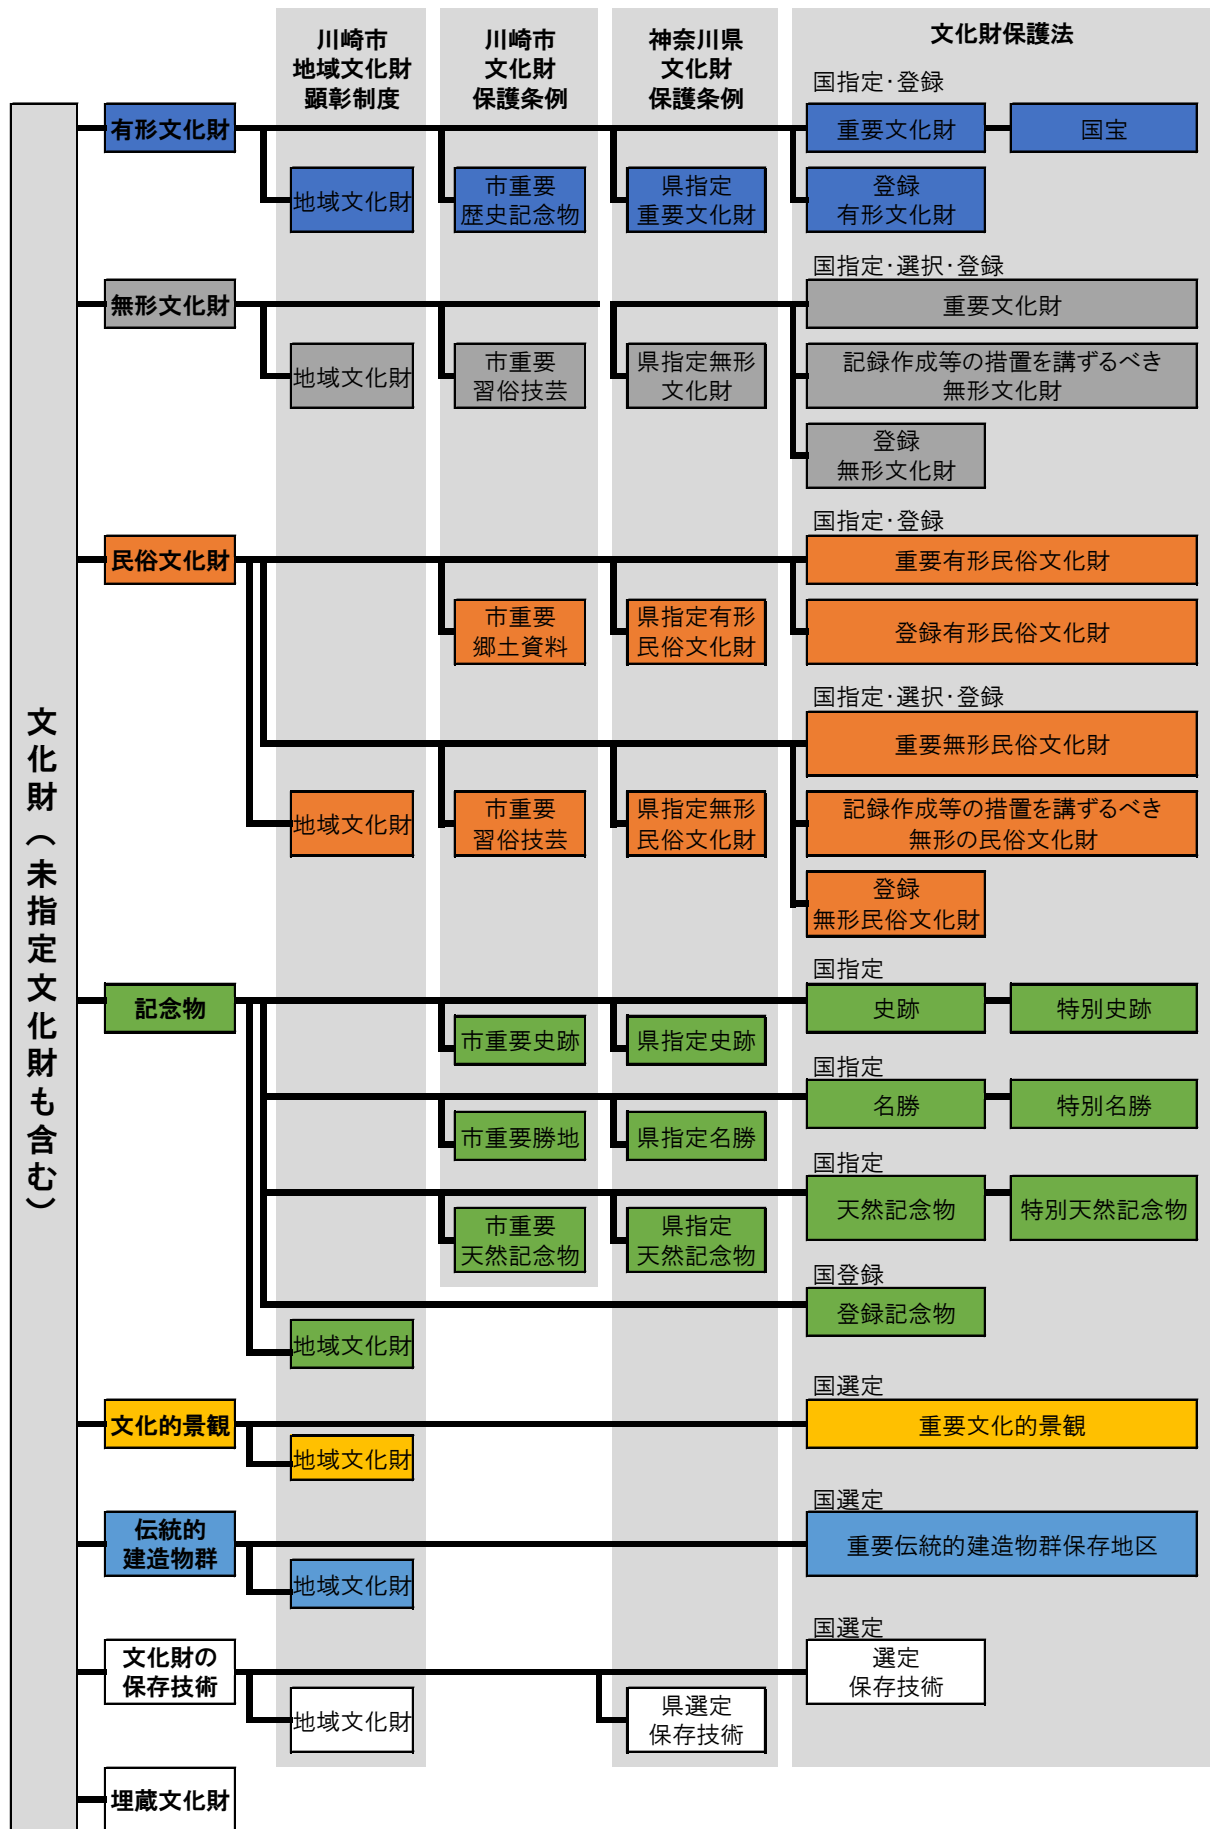 川崎市
地域文化財
顕彰制度
川崎市
文化財
保護条例
神奈川県
文化財
保護条例
文化財保護法
文化財（未指定文化財も含む）
国指定・登録
有形文化財
重要文化財
国宝
地域文化財
市重要
歴史記念物
県指定
重要文化財
登録
有形文化財
国指定・選択・登録
無形文化財
重要文化財
地域文化財
市重要
習俗技芸
県指定無形
文化財
記録作成等の措置を講ずるべき
無形文化財
登録
無形文化財
国指定・登録
民俗文化財
重要有形民俗文化財
市重要
郷土資料
県指定有形
民俗文化財
登録有形民俗文化財
国指定・選択・登録
重要無形民俗文化財
地域文化財
市重要
習俗技芸
県指定無形
民俗文化財
記録作成等の措置を講ずるべき
無形の民俗文化財
登録
無形民俗文化財
国指定
記念物
史跡
特別史跡
市重要史跡
県指定史跡
国指定
名勝
特別名勝
市重要勝地
県指定名勝
国指定
天然記念物
特別天然記念物
市重要
天然記念物
県指定
天然記念物
国登録
登録記念物
地域文化財
国選定
文化的景観
重要文化的景観
地域文化財
国選定
伝統的
建造物群
重要伝統的建造物群保存地区
地域文化財
国選定
文化財の
保存技術
選定
保存技術
地域文化財
県選定
保存技術
埋蔵文化財